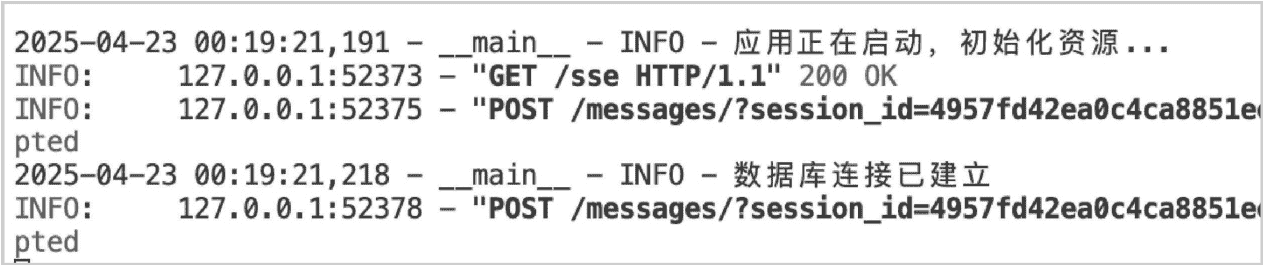 2025-04-23 00:19:21,191 - __main__ - INFO - 应用正在启动, 初始化资源...
INFO:     127.0.0.1:52373 - "GET /sse HTTP/1.1" 200 OK
INFO:     127.0.0.1:52375 - "POST /messages/?session_id=4957fd42ea0c4ca8851e
pted
2025-04-23 00:19:21,218 - __main__ - INFO - 数据库连接已建立
INFO:     127.0.0.1:52378 - "POST /messages/?session_id=4957fd42ea0c4ca8851e
pted